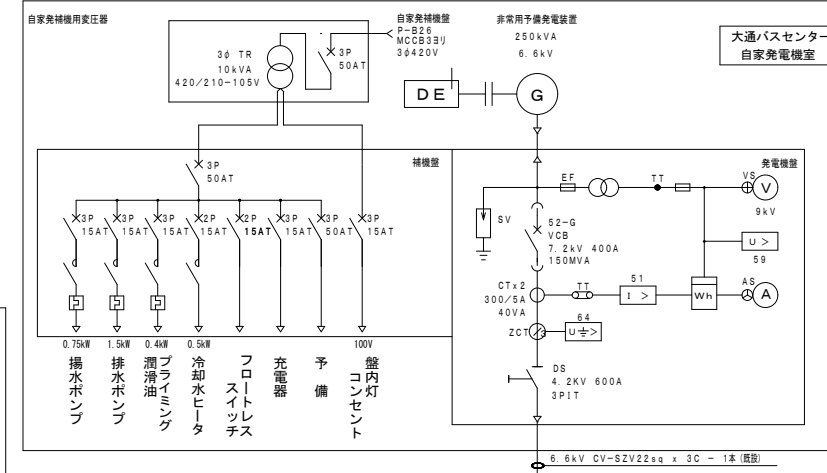 自家発補機用変圧器
3φ TR
10kVA
420/210-105V
3P
50AT
自家発補機盤
P-B26
MCCB3ヨリ
3φ420V
非常用予備発電装置
250kVA
6.6kV
大通バスセンター
自家発電機室
DE
G
補機盤
3P
50AT
3P
15AT
3P
15AT
3P
15AT
2P
15AT
2P
15AT
3P
15AT
3P
50AT
3P
15AT
0.75kW
1.5kW
0.4kW
0.5kW
100V
揚水ポンプ
排水ポンプ
プライミング
潤滑油
冷却水ヒータ
フロートレス
スイッチ
充電器
予備
盤内灯
コンセント
発電機盤
EF
TT
VS
V
9kV
SV
52-G
VCB
7.2kV 400A
150MVA
U >
59
CTx2
300/5A
40VA
TT
51
I >
Wh
AS
A
ZCT
64
U >
DS
4.2KV 600A
3PIT
6.6kV CV-SZV22sq x 3C - 1本(既設)